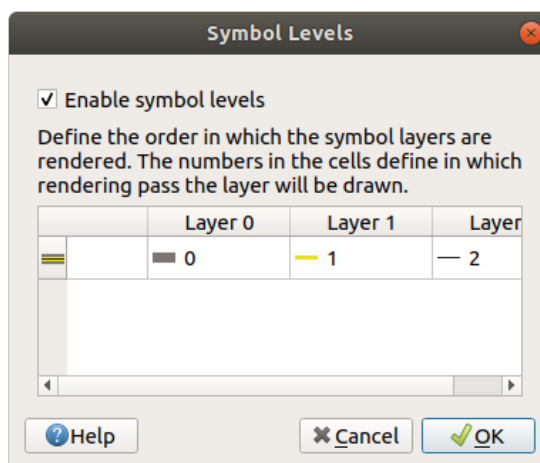 Symbol Levels
Enable symbol levels
Define the order in which the symbol layers are
rendered. The numbers in the cells define in which
rendering pass the layer will be drawn.
Layer 0 Layer 1 Layer
0 1 2
Help Cancel OK